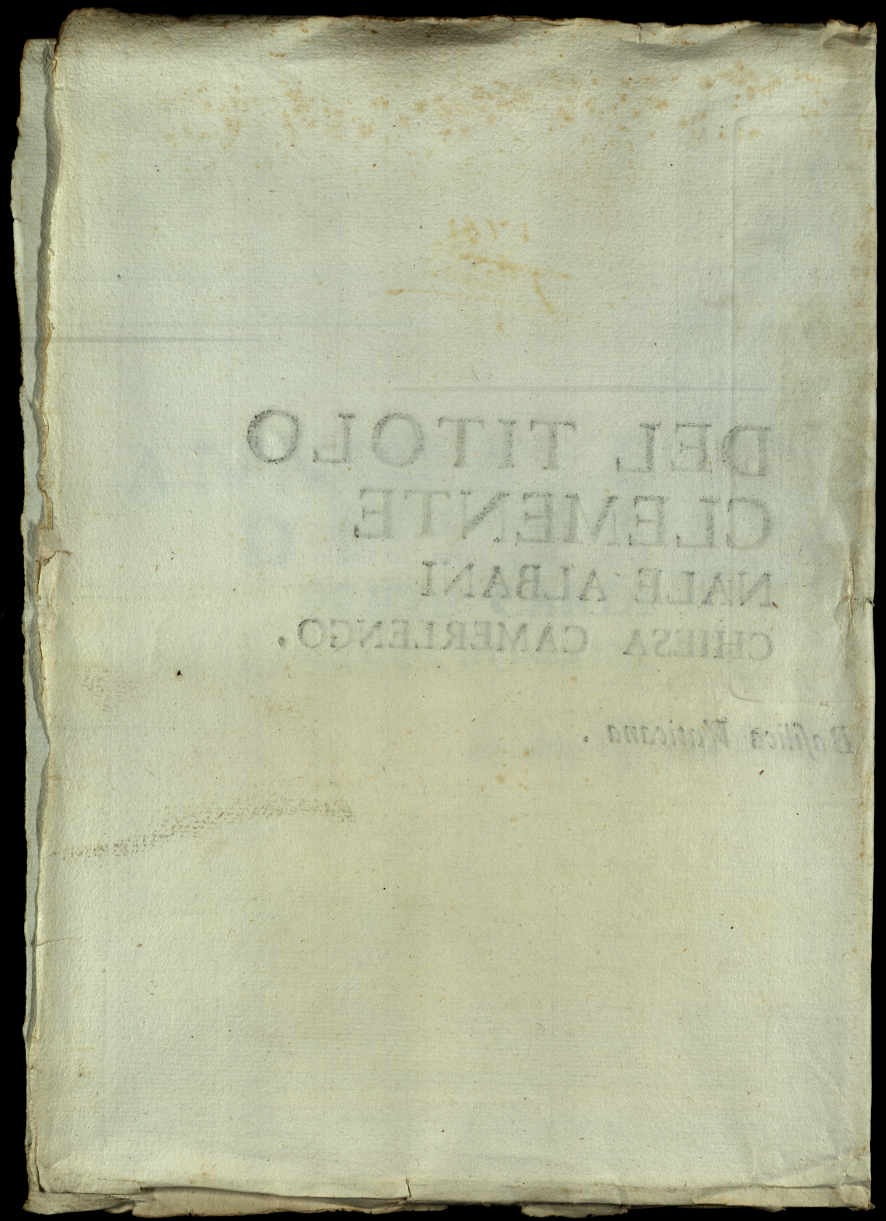 DEL TITOLO
CLEMENTE
NALE ALBANI
CHIESA CAMERLENGO.
Basilica Vaticana .